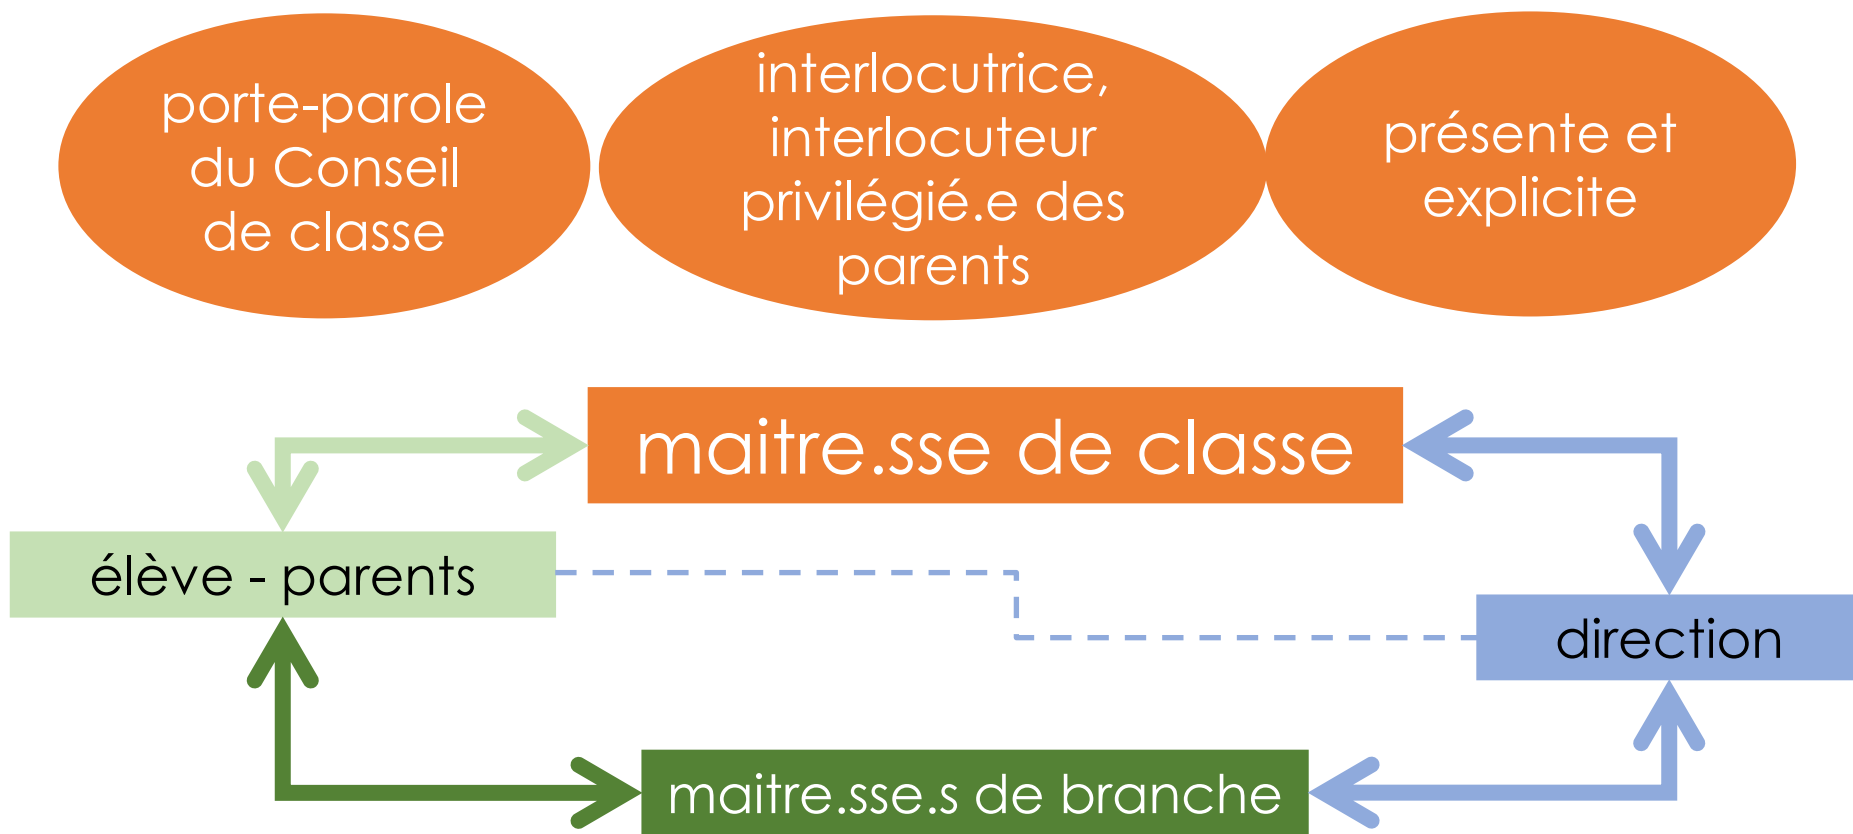 porte-parole
du Conseil
de classe
interlocutrice,
interlocuteur
privilégié.e des
parents
présente et
explicite
maitre.sse de classe
élève - parents
direction
maitre.sse.s de branche